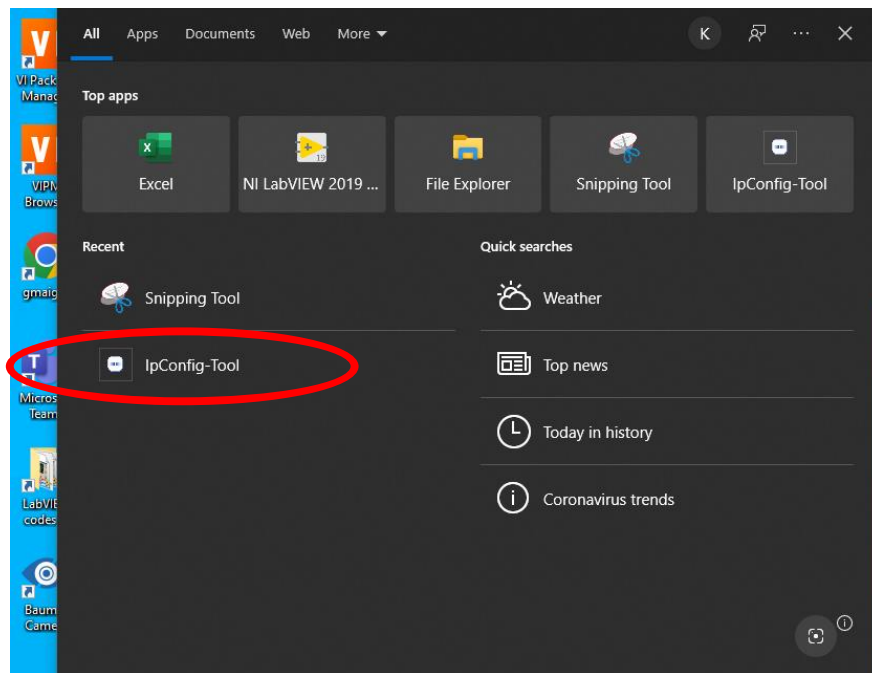 All Apps Documents Web More K
Top apps
Excel
NI LabVIEW 2019 ...
File Explorer
Snipping Tool
IpConfig-Tool
Recent
Snipping Tool
IpConfig-Tool
Quick searches
Weather
Top news
Today in history
Coronavirus trends
VI Pack
Manag
VIPM
Brows
gmaig
Micros
Team
LabVIE
codes
Baum
Came